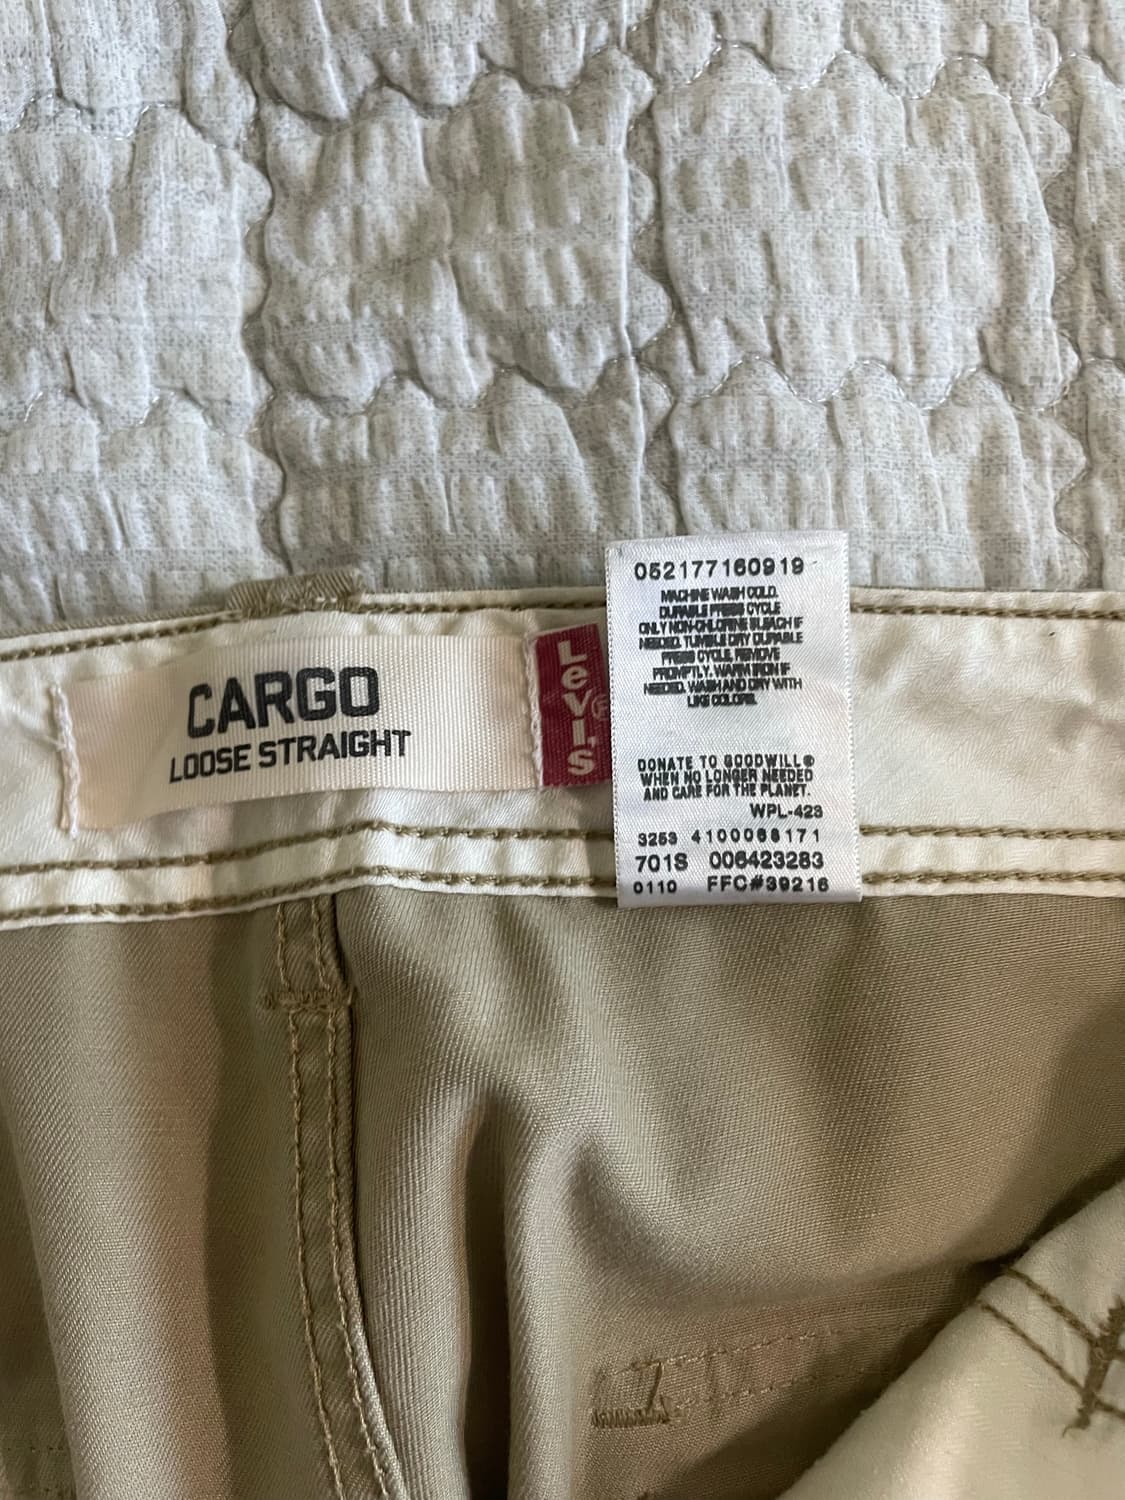 CARGO
LOOSE STRAIGHT
Levi's®
052177160919
MACHINE WASH COLD.
DURABLE PRESS CYCLE
ONLY NON-CHLORINE BLEACH IF
NEEDED. TUMBLE DRY DURABLE
PRESS CYCLE. REMOVE
PROMPTLY. WARM IRON IF
NEEDED. WASH AND DRY WITH
LIKE COLORS.
DONATE TO GOODWILL®
WHEN NO LONGER NEEDED
AND CARE FOR THE PLANET.
WPL-423
3253 4100068171
701S 006423283
0110 FFC#39216